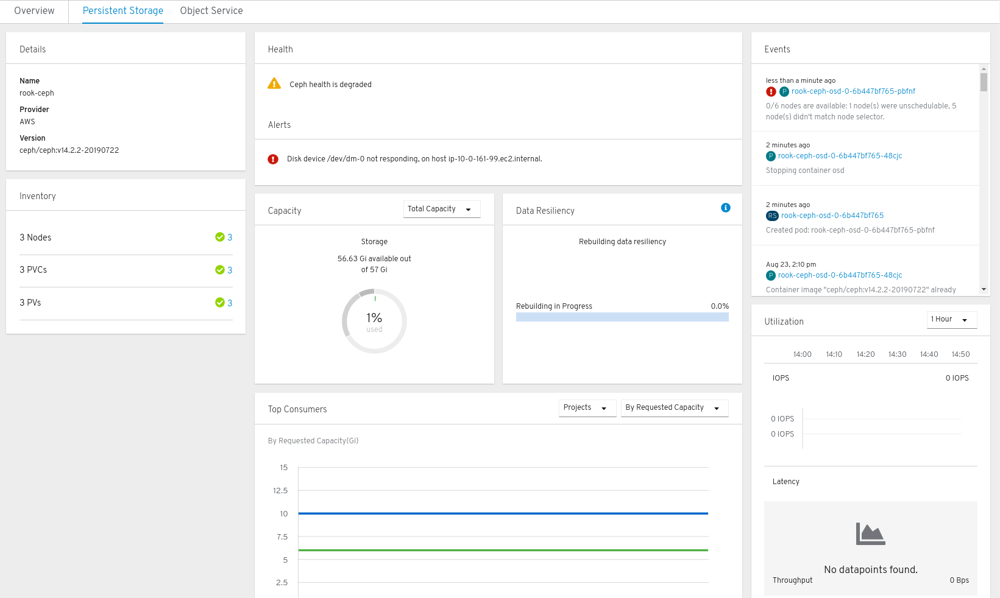 Overview
Persistent Storage
Object Service
Details
Name
rook-ceph
Provider
AWS
Version
ceph/ceph:v14.2.2-20190722
Inventory
3 Nodes
3
3 PVCs
3
3 PVs
3
Health
Ceph health is degraded
Alerts
Disk device /dev/dm-0 not responding, on host ip-10-0-161-99.ec2.internal.
Capacity
Total Capacity
Storage
56.63 Gi available out
of 57 Gi
1%
used
Data Resiliency
Rebuilding data resiliency
Rebuilding in Progress
0.0%
Top Consumers
Projects
By Requested Capacity
By Requested Capacity(Gi)
15
12.5
10
7.5
5
2.5
Events
less than a minute ago
P rook-ceph-osd-0-6b447bf765-pbfnf
0/6 nodes are available: 1 node(s) were unschedulable, 5
node(s) didn't match node selector.
2 minutes ago
P rook-ceph-osd-0-6b447bf765-48cjc
Stopping container osd
2 minutes ago
RS rook-ceph-osd-0-6b447bf765
Created pod: rook-ceph-osd-0-6b447bf765-pbfnf
Aug 23, 2:10 pm
P rook-ceph-osd-0-6b447bf765-48cjc
Container image "ceph/ceph:v14.2.2-20190722" already
Utilization
1 Hour
14:00 14:10 14:20 14:30 14:40 14:50
IOPS
0 IOPS
0 IOPS
0 IOPS
Latency
No datapoints found.
Throughput
0 Bps